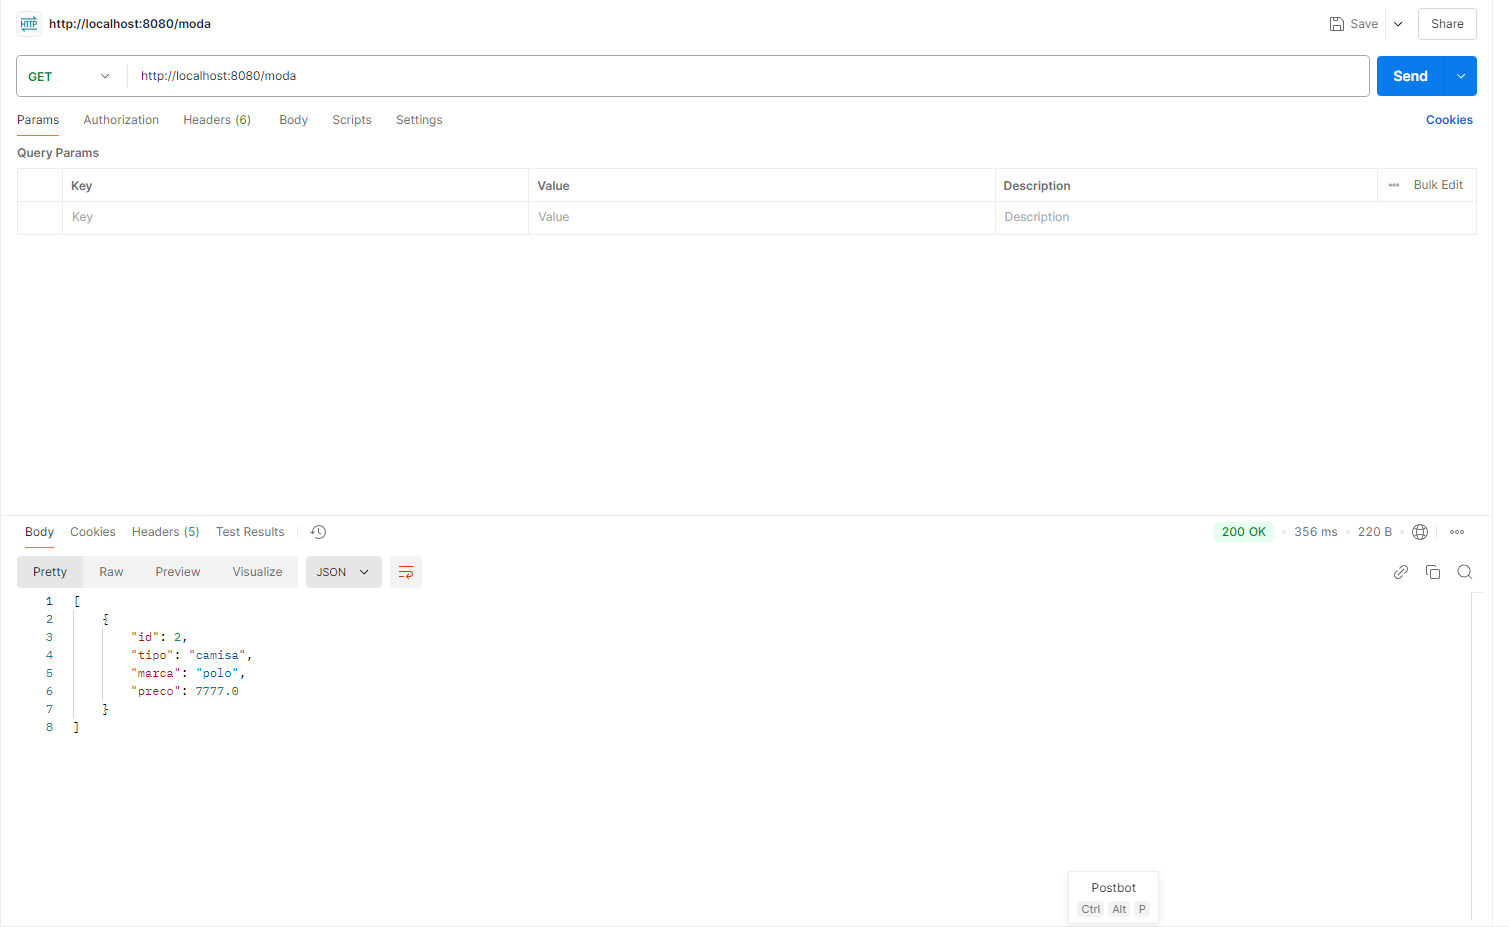 HTTP http://localhost:8080/moda Save Share
GET http://localhost:8080/moda Send
Params Authorization Headers (6) Body Scripts Settings Cookies
Query Params
Key Value Description Bulk Edit
Key Value Description
Body Cookies Headers (5) Test Results 200 OK 356 ms 220 B
Pretty Raw Preview Visualize JSON
1 [
2 {
3 "id": 2,
4 "tipo": "camisa",
5 "marca": "polo",
6 "preco": 7777.0
7 }
8 ]
Postbot
Ctrl Alt P